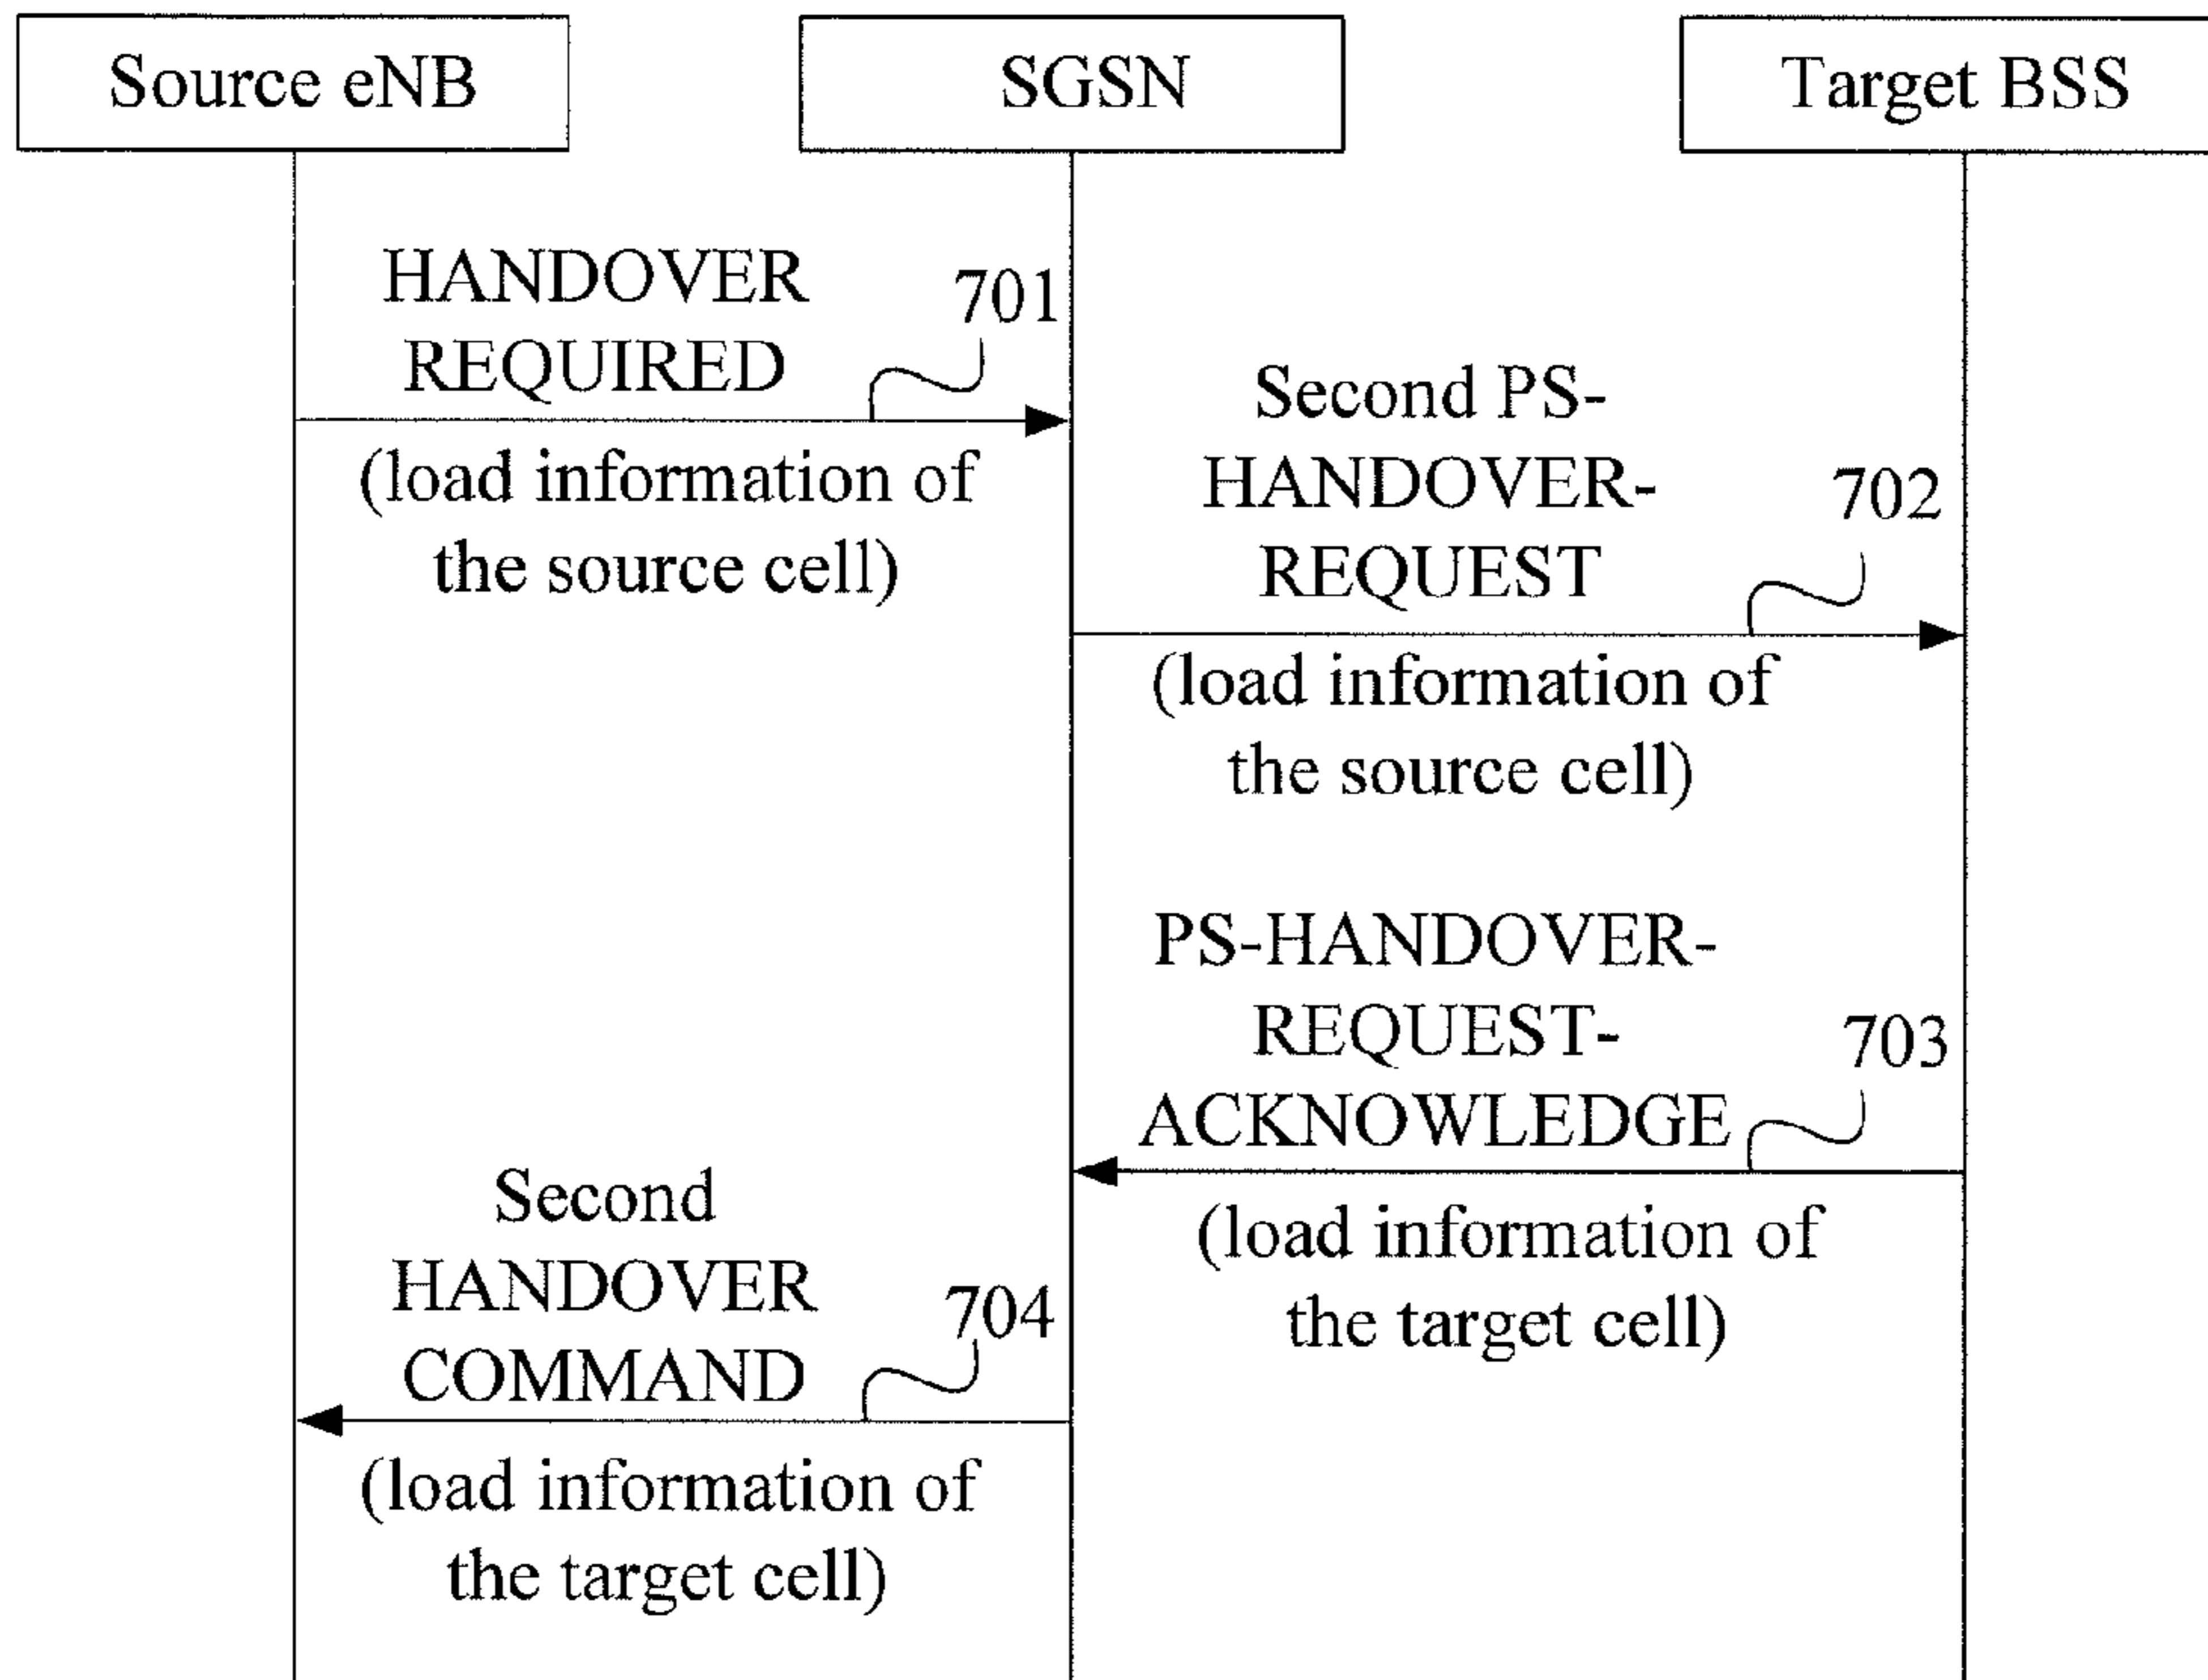 Source eNB
SGSN
Target BSS
HANDOVER
REQUIRED
701
(load information of
the source cell)
Second PS-
HANDOVER-
REQUEST
702
(load information of
the source cell)
PS-HANDOVER-
REQUEST-
ACKNOWLEDGE
703
(load information of
the target cell)
Second
HANDOVER
COMMAND
704
(load information of
the target cell)